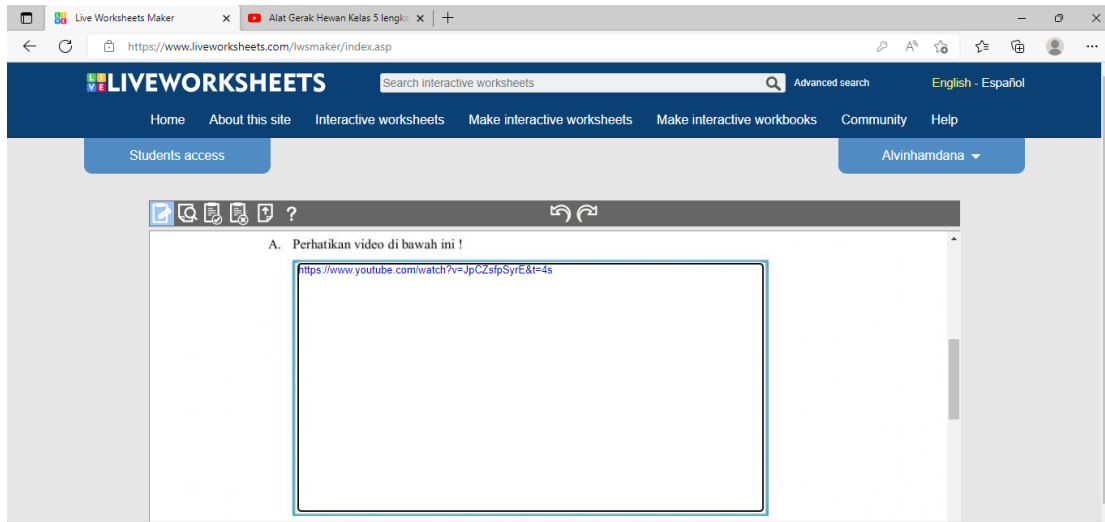 Live Worksheets Maker
Alat Gerak Hewan Kelas 5 lengka
https://www.liveworksheets.com/lwsmaker/index.asp
LIVE LIVEWORKSHEETS
Search interactive worksheets
Advanced search
English - Español
Home About this site Interactive worksheets Make interactive worksheets Make interactive workbooks Community Help
Students access
Alvinhamdana
?
A. Perhatikan video di bawah ini !
https://www.youtube.com/watch?v=JpCZsfpSyrE&t=4s